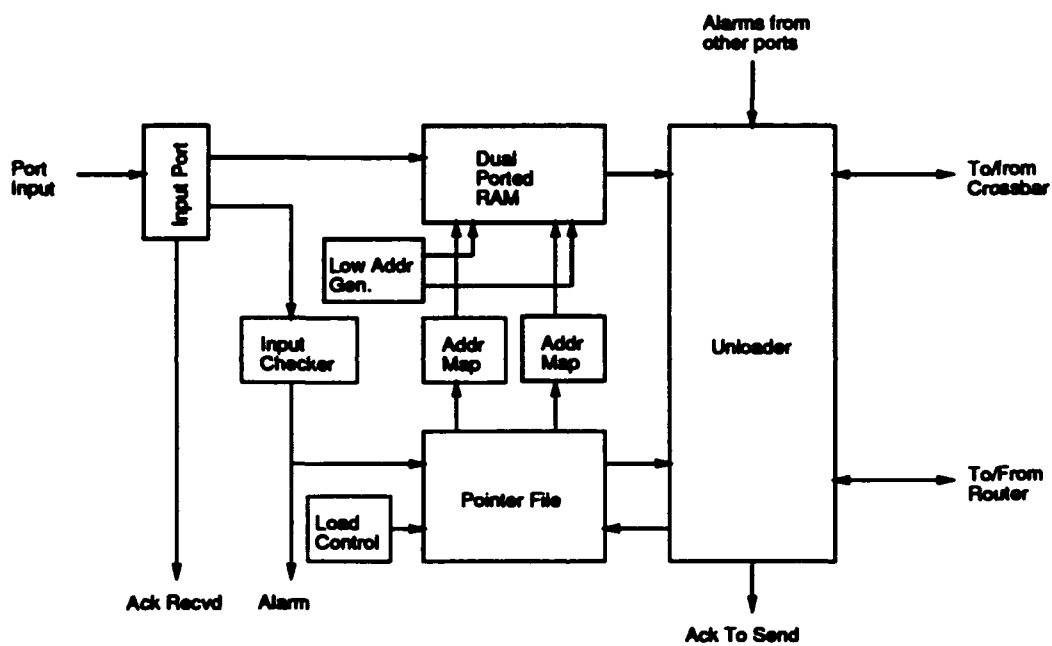 Alarms from
other ports
Port
Input
Input Port
Dual
Ported
RAM
To/from
Crossbar
Low Addr
Gen.
Input
Checker
Addr
Map
Addr
Map
Unloader
Pointer File
To/From
Router
Load
Control
Ack Recvd
Alarm
Ack To Send